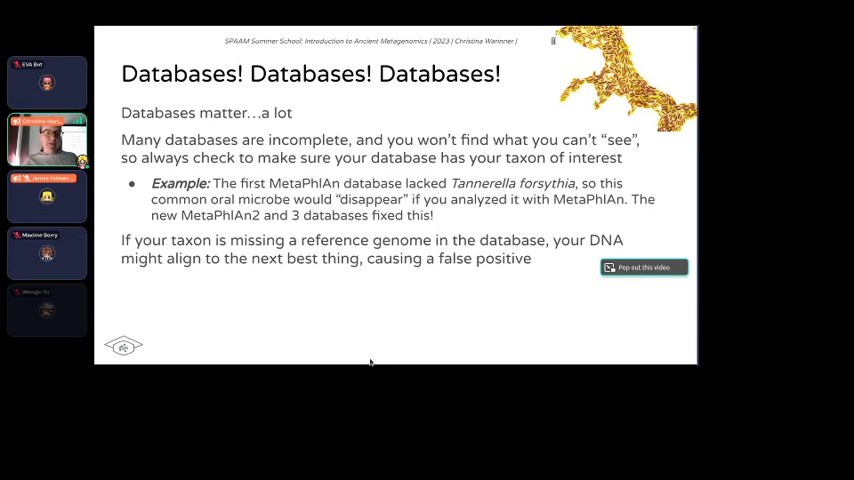 SPAAM Summer School: Introduction to Ancient Metagenomics | 2023 | Christina Warinner |
EVA Bot
Databases! Databases! Databases!
Databases matter...a lot
Christina Wari...
Many databases are incomplete, and you won't find what you can't “see”,
so always check to make sure your database has your taxon of interest
James Fellows
● Example: The first MetaPhlAn database lacked Tannerella forsythia, so this
common oral microbe would “disappear” if you analyzed it with MetaPhlAn. The
new MetaPhlAn2 and 3 databases fixed this!
Maxime Borry
If your taxon is missing a reference genome in the database, your DNA
might align to the next best thing, causing a false positive
Pop out this video
Wenqin Yu